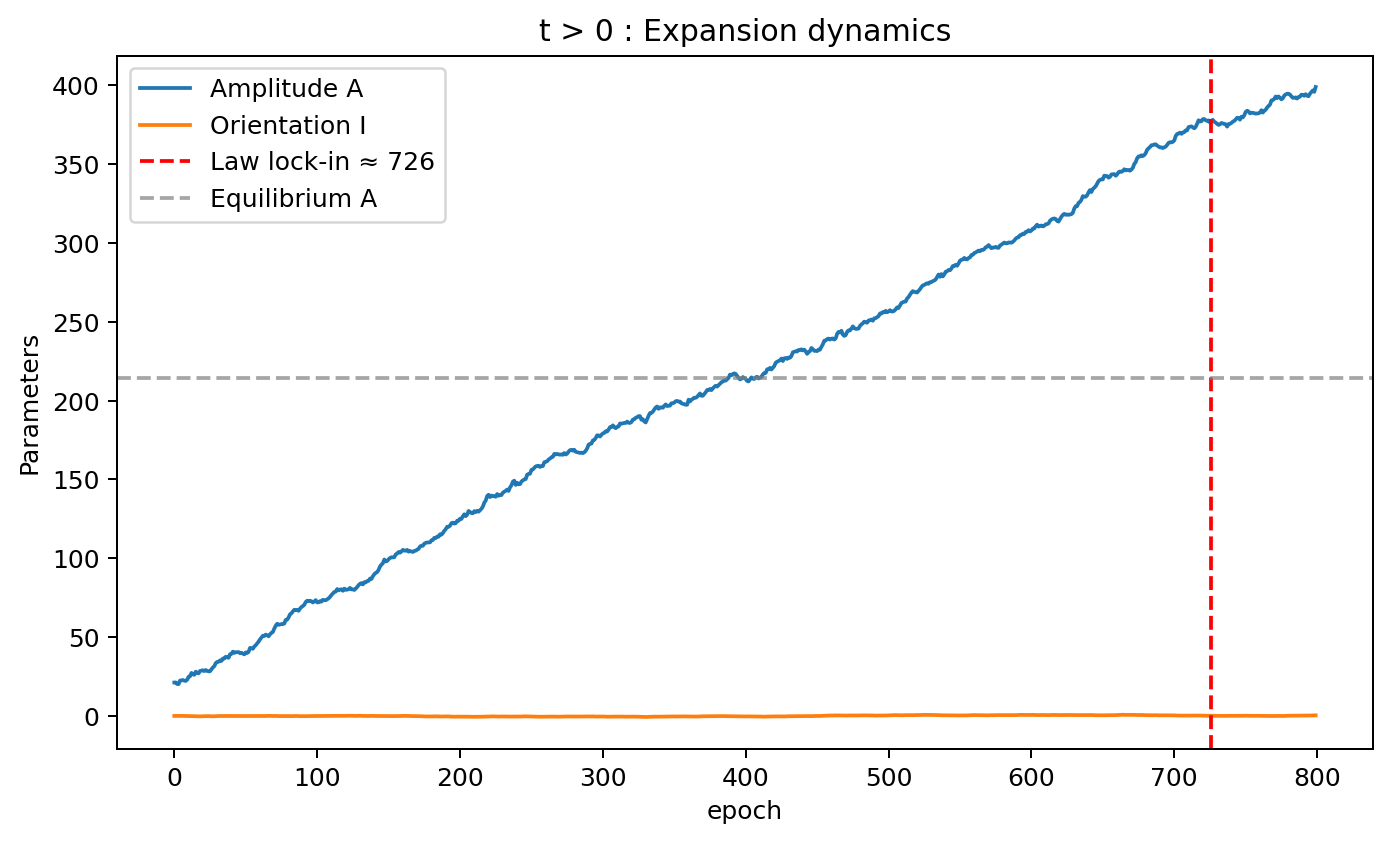 t > 0 : Expansion dynamics
Amplitude A
Orientation I
Law lock-in ≈ 726
Equilibrium A
400
350
300
250
200
150
100
50
0
Parameters
0 100 200 300 400 500 600 700 800
epoch